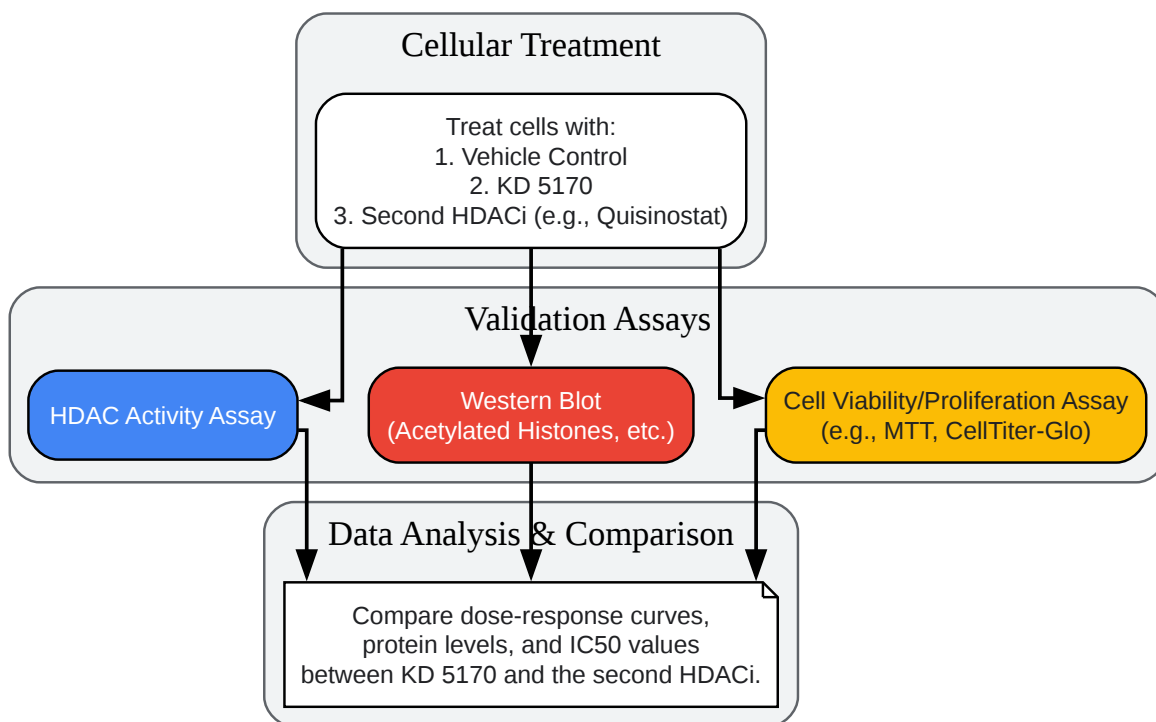 Cellular Treatment
Treat cells with:
1. Vehicle Control
2. KD 5170
3. Second HDACi (e.g., Quisinostat)
Validation Assays
HDAC Activity Assay
Western Blot
(Acetylated Histones, etc.)
Cell Viability/Proliferation Assay
(e.g., MTT, CellTiter-Glo)
Data Analysis & Comparison
Compare dose-response curves,
protein levels, and IC50 values
between KD 5170 and the second HDACi.